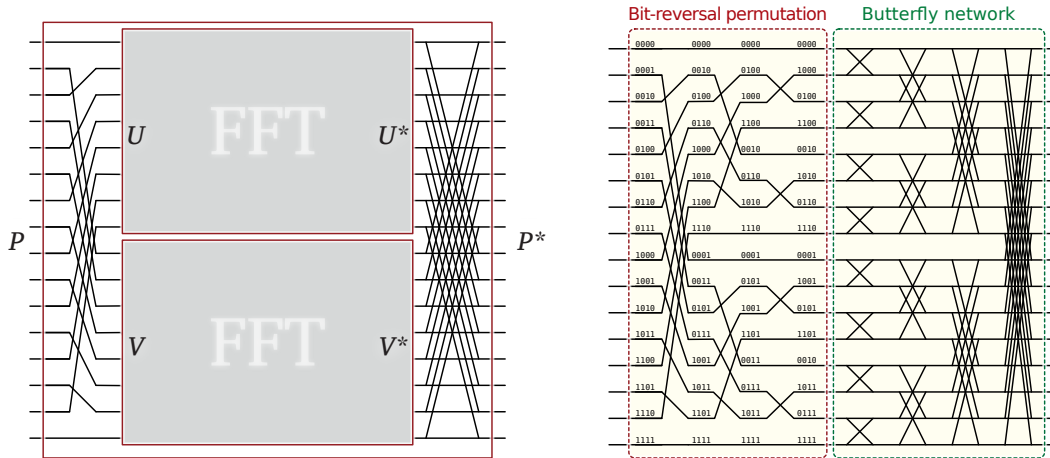 U
FFT
U*
P
V
FFT
V*
P*
Bit-reversal permutation
Butterfly network
0000 0000 0000 0000
0001 0010 0100 1000
0010 0100 1000 0100
0011 0110 1100 1100
0100 1000 0010 0010
0101 1010 0110 1010
0110 1100 1010 0110
0111 1110 1110 1110
1000 0001 0001 0001
1001 0011 0101 1001
1010 0101 1001 0101
1011 0111 1101 1101
1100 1001 0011 0010
1101 1011 0111 1011
1110 1101 1011 0111
1111 1111 1111 1111